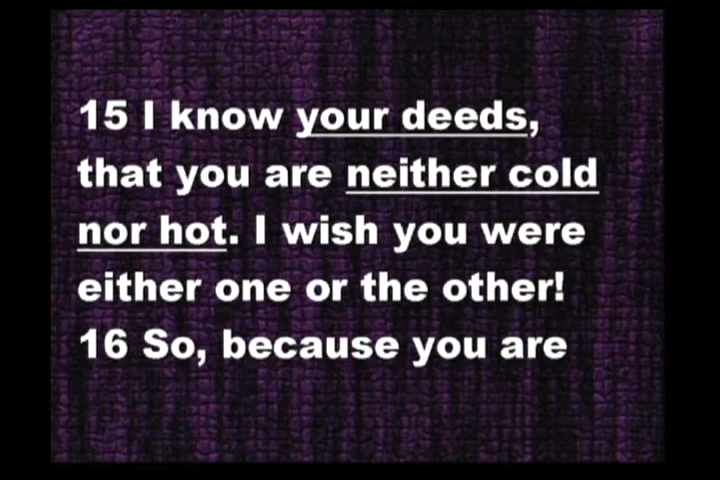 15 I know your deeds,
that you are neither cold
nor hot. I wish you were
either one or the other!
16 So, because you are